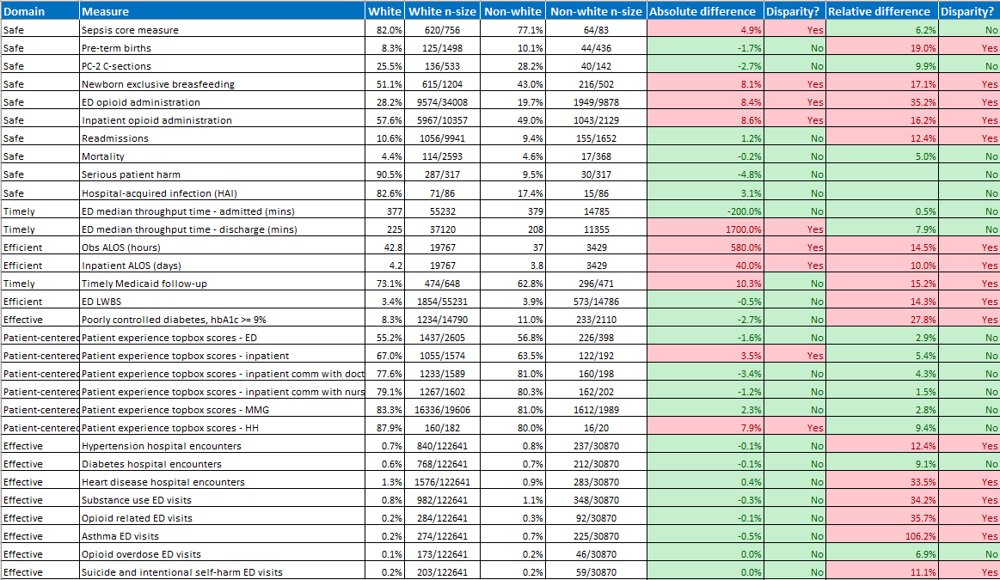 Domain Measure White White n-size Non-white Non-white n-size Absolute difference Disparity? Relative difference Disparity?
Safe Sepsis core measure 82.0% 620/756 77.1% 64/83 4.9% Yes 6.2% No
Safe Pre-term births 8.3% 125/1498 10.1% 44/436 -1.7% No 19.0% Yes
Safe PC-2 C-sections 25.5% 136/533 28.2% 40/142 -2.7% No 9.9% No
Safe Newborn exclusive breasfeeding 51.1% 615/1204 43.0% 216/502 8.1% Yes 17.1% Yes
Safe ED opioid administration 28.2% 9574/34008 19.7% 1949/9878 8.4% Yes 35.2% Yes
Safe Inpatient opioid administration 57.6% 5967/10357 49.0% 1043/2129 8.6% Yes 16.2% Yes
Safe Readmissions 10.6% 1056/9941 9.4% 155/1652 1.2% No 12.4% Yes
Safe Mortality 4.4% 114/2593 4.6% 17/368 -0.2% No 5.0% No
Safe Serious patient harm 90.5% 287/317 9.5% 30/317 -4.8% No No
Safe Hospital-acquired infection (HAI) 82.6% 71/86 17.4% 15/86 3.1% No No
Timely ED median throughput time - admitted (mins) 377 55232 379 14785 -200.0% No 0.5% No
Timely ED median throughput time - discharge (mins) 225 37120 208 11355 1700.0% Yes 7.9% No
Efficient Obs ALOS (hours) 42.8 19767 37 3429 580.0% Yes 14.5% Yes
Efficient Inpatient ALOS (days) 4.2 19767 3.8 3429 40.0% Yes 10.0% Yes
Timely Timely Medicaid follow-up 73.1% 474/648 62.8% 296/471 10.3% No 15.2% Yes
Efficient ED LWBS 3.4% 1854/55231 3.9% 573/14786 -0.5% No 14.3% Yes
Effective Poorly controlled diabetes, hbA1c >= 9% 8.3% 1234/14790 11.0% 233/2110 -2.7% No 27.8% Yes
Patient-centered Patient experience topbox scores - ED 55.2% 1437/2605 56.8% 226/398 -1.6% No 2.9% No
Patient-centered Patient experience topbox scores - inpatient 67.0% 1055/1574 63.5% 122/192 3.5% Yes 5.4% No
Patient-centered Patient experience topbox scores - inpatient comm with doct 77.6% 1233/1589 81.0% 160/198 -3.4% No 4.3% No
Patient-centered Patient experience topbox scores - inpatient comm with nurs 79.1% 1267/1602 80.3% 162/202 -1.2% No 1.5% No
Patient-centered Patient experience topbox scores - MMG 83.3% 16336/19606 81.0% 1612/1989 2.3% No 2.8% No
Patient-centered Patient experience topbox scores - HH 87.9% 160/182 80.0% 16/20 7.9% Yes 9.4% No
Effective Hypertension hospital encounters 0.7% 840/122641 0.8% 237/30870 -0.1% No 12.4% Yes
Effective Diabetes hospital encounters 0.6% 768/122641 0.7% 212/30870 -0.1% No 9.1% No
Effective Heart disease hospital encounters 1.3% 1576/122641 0.9% 283/30870 0.4% No 33.5% Yes
Effective Substance use ED visits 0.8% 982/122641 1.1% 348/30870 -0.3% No 34.2% Yes
Effective Opioid related ED visits 0.2% 284/122641 0.3% 92/30870 -0.1% No 35.7% Yes
Effective Asthma ED visits 0.2% 274/122641 0.7% 225/30870 -0.5% No 106.2% Yes
Effective Opioid overdose ED visits 0.1% 173/122641 0.2% 46/30870 0.0% No 6.9% No
Effective Suicide and intentional self-harm ED visits 0.2% 203/122641 0.2% 59/30870 0.0% No 11.1% Yes